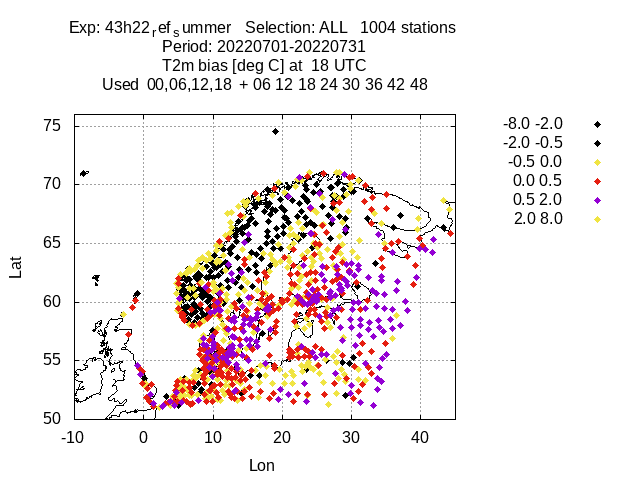 Exp: 43h22ref_summer Selection: ALL 1004 stations
Period: 20220701-20220731
T2m bias [deg C] at 18 UTC
Used 00,06,12,18 + 06 12 18 24 30 36 42 48
-8.0 -2.0
-2.0 -0.5
-0.5 0.0
0.0 0.5
0.5 2.0
2.0 8.0
75
70
65
60
55
50
Lat
-10 0 10 20 30 40
Lon